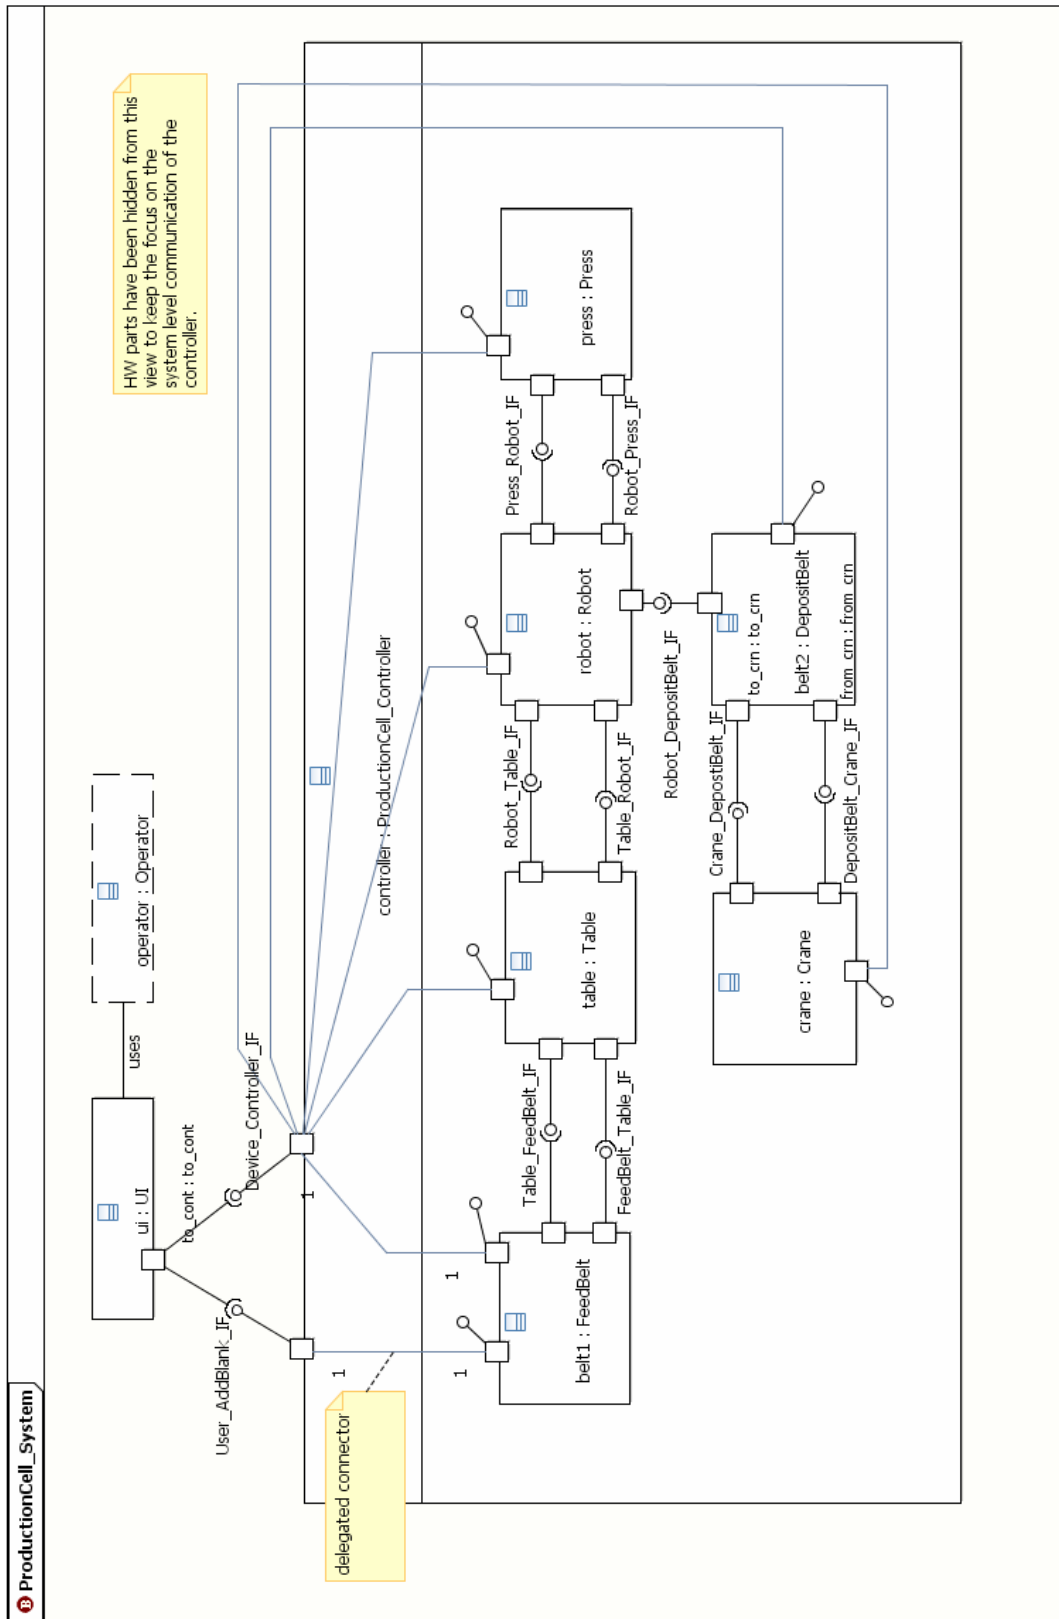 ProductionCell_System
HW parts have been hidden from this
view to keep the focus on the
system level communication of the
controller.
ui : UI
uses
operator : Operator
to_cont : to_cont
User_AddBlank_IF
Device_Controller_IF
1
1
delegated connector
controller : ProductionCell_Controller
1
1
belt1 : FeedBelt
Table_FeedBelt_IF
FeedBelt_Table_IF
table : Table
Robot_Table_IF
Table_Robot_IF
robot : Robot
Press_Robot_IF
Robot_Press_IF
press : Press
Robot_DepositBelt_IF
crane : Crane
Crane_DepostiBelt_IF
DepositBelt_Crane_IF
to_crn : to_crn
belt2 : DepositBelt
from_crn : from_crn